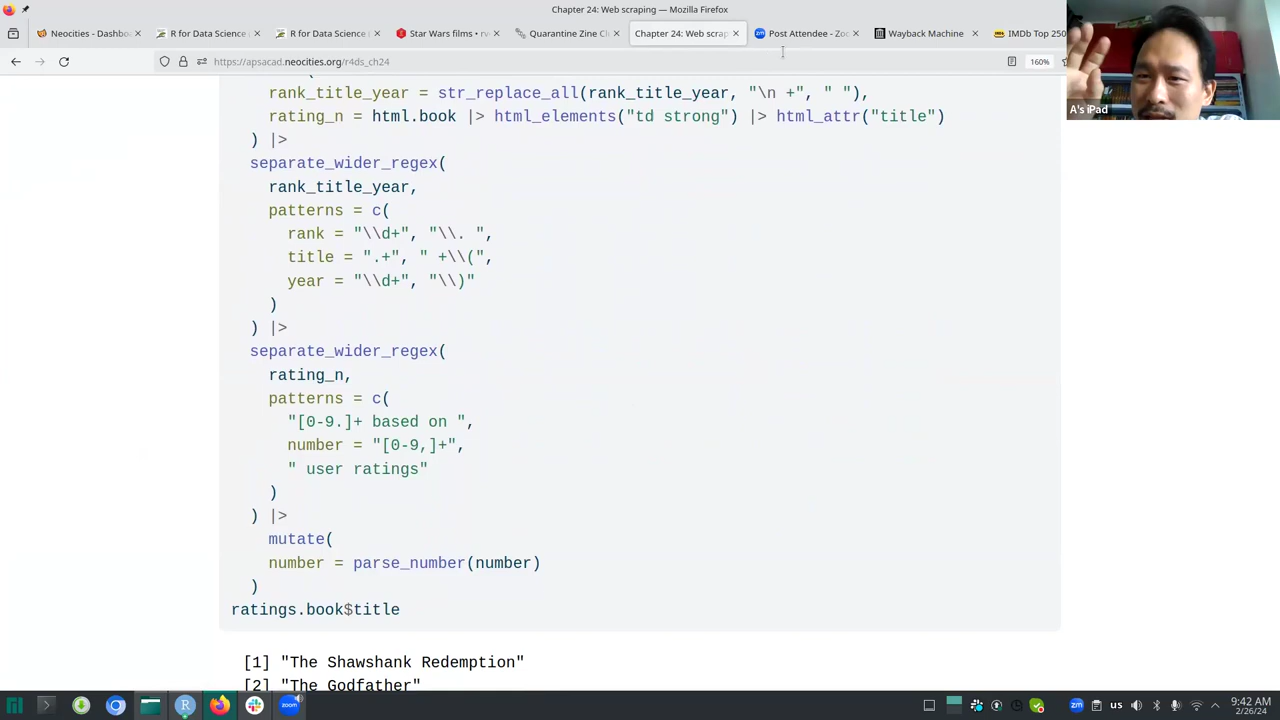 Chapter 24: Web scraping — Mozilla Firefox
Neocities - Dashbo
R for Data Science
R for Data Science
Star Wars films • rv
Quarantine Zine Cl
Chapter 24: Web scrap
Post Attendee - Zoo
Wayback Machine
IMDb Top 250
https://apsacad.neocities.org/r4ds_ch24
160%
A's iPad
rank_title_year = str_replace_all(rank_title_year, "\n +", " "),
rating_n = html.book |> html_elements("td strong") |> html_attr("title")
) |>
separate_wider_regex(
rank_title_year,
patterns = c(
rank = "\\d+", "\\. ",
title = ".+", " +\\(",
year = "\\d+", "\\)"
)
) |>
separate_wider_regex(
rating_n,
patterns = c(
"[0-9.]+ based on ",
number = "[0-9,]+",
" user ratings"
)
) |>
mutate(
number = parse_number(number)
)
ratings.book$title
[1] "The Shawshank Redemption"
[2] "The Godfather"
zoom
zm
us
9:42 AM
2/26/24